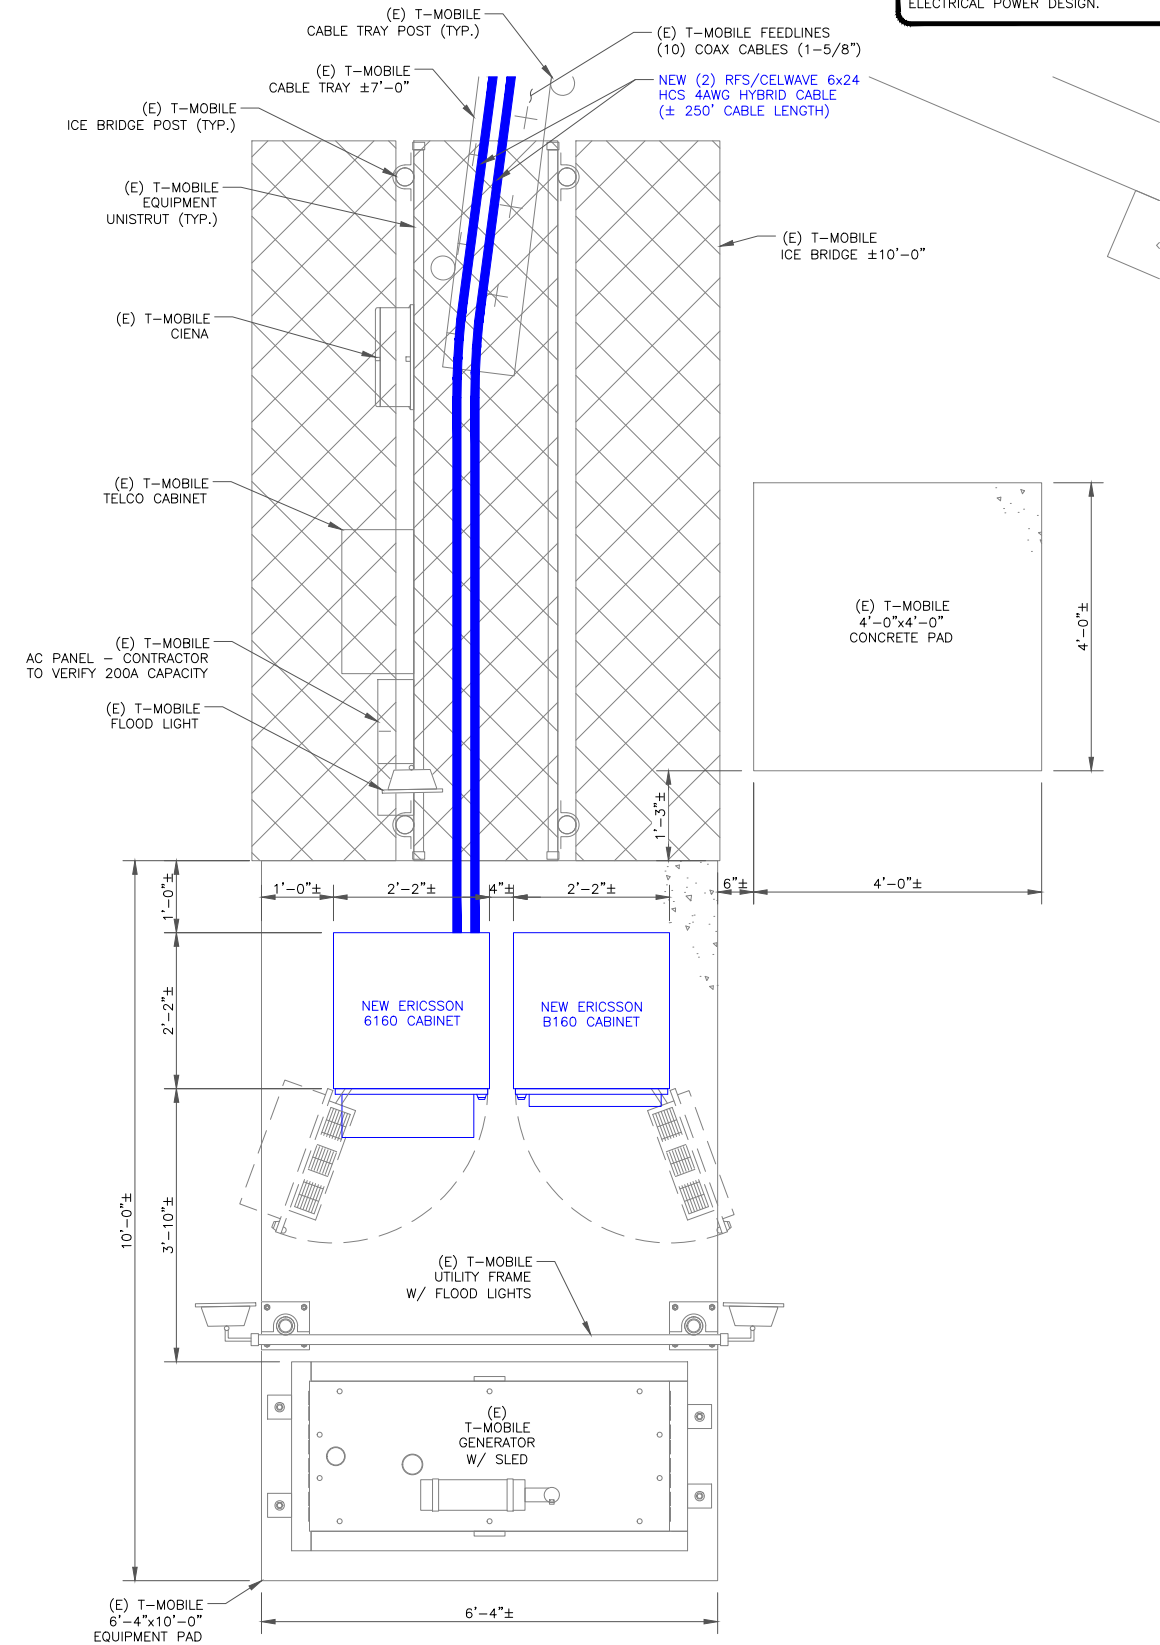 ELECTRICAL POWER DESIGN.
(E) T-MOBILE
CABLE TRAY POST (TYP.)
(E) T-MOBILE FEEDLINES
(10) COAX CABLES (1-5/8")
(E) T-MOBILE
CABLE TRAY ±7'-0"
NEW (2) RFS/CELWAVE 6x24
HCS 4AWG HYBRID CABLE
(± 250' CABLE LENGTH)
(E) T-MOBILE
ICE BRIDGE POST (TYP.)
(E) T-MOBILE
EQUIPMENT
UNISTRUT (TYP.)
(E) T-MOBILE
ICE BRIDGE ±10'-0"
(E) T-MOBILE
CIENA
(E) T-MOBILE
TELCO CABINET
(E) T-MOBILE
4'-0"x4'-0"
CONCRETE PAD
4'-0"±
(E) T-MOBILE
AC PANEL - CONTRACTOR
TO VERIFY 200A CAPACITY
(E) T-MOBILE
FLOOD LIGHT
1'-3"±
1'-0"±
1'-0"±
2'-2"±
4"±
2'-2"±
6"±
4'-0"±
2'-2"±
NEW ERICSSON
6160 CABINET
NEW ERICSSON
B160 CABINET
10'-0"±
3'-10"±
(E) T-MOBILE
UTILITY FRAME
W/ FLOOD LIGHTS
(E)
T-MOBILE
GENERATOR
W/ SLED
(E) T-MOBILE
6'-4"x10'-0"
EQUIPMENT PAD
6'-4"±